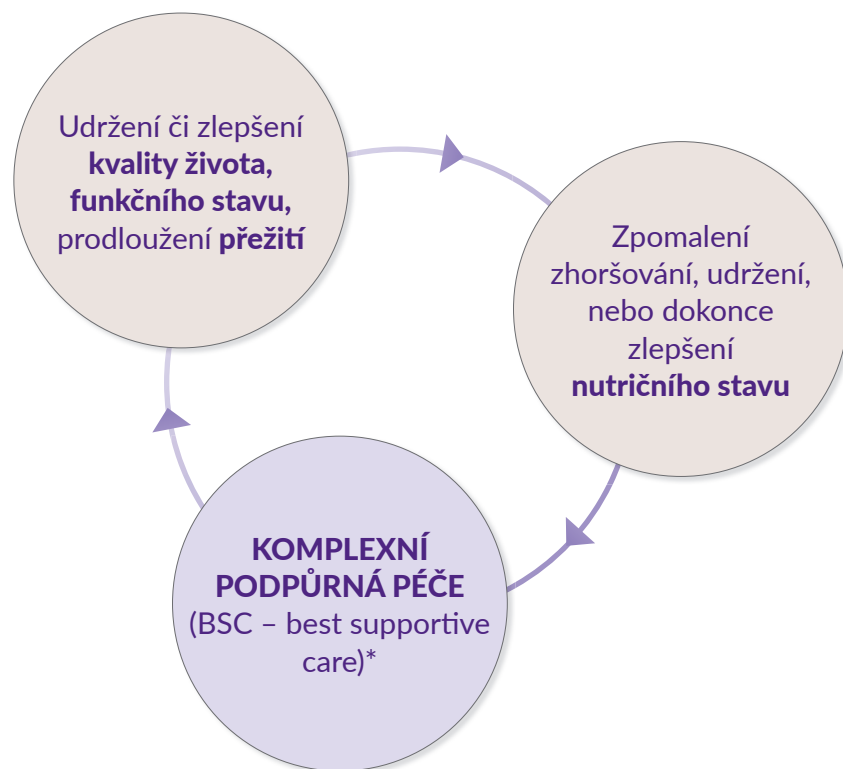 Udržení či zlepšení
kvality života,
funkčního stavu,
prodloužení přežití
Zpomalení
zhoršování, udržení,
nebo dokonce
zlepšení
nutričního stavu
KOMPLEXNÍ
PODPŮRNÁ PÉČE
(BSC – best supportive
care)*